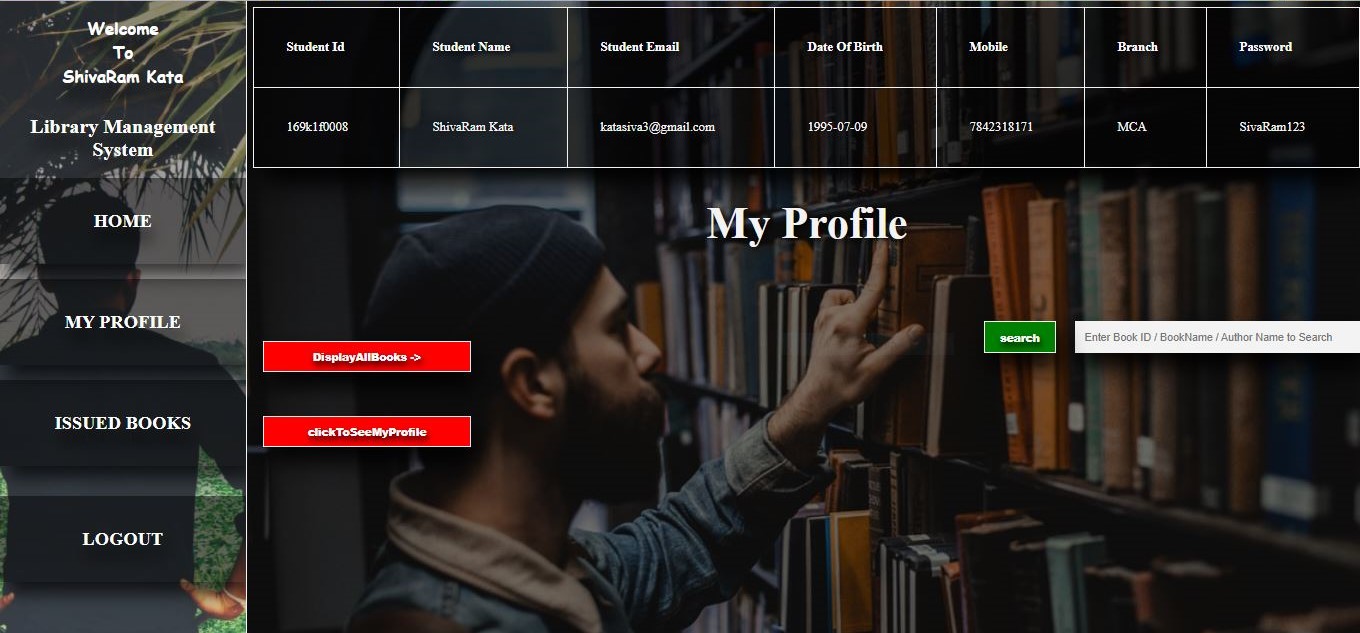 Welcome
To
ShivaRam Kata
Library Management
System
HOME
MY PROFILE
ISSUED BOOKS
LOGOUT
Student Id Student Name Student Email Date Of Birth Mobile Branch Password
169k1f0008 ShivaRam Kata katasiva3@gmail.com 1995-07-09 7842318171 MCA SivaRam123
My Profile
search Enter Book ID / BookName / Author Name to Search
DisplayAllBooks ->
clickToSeeMyProfile